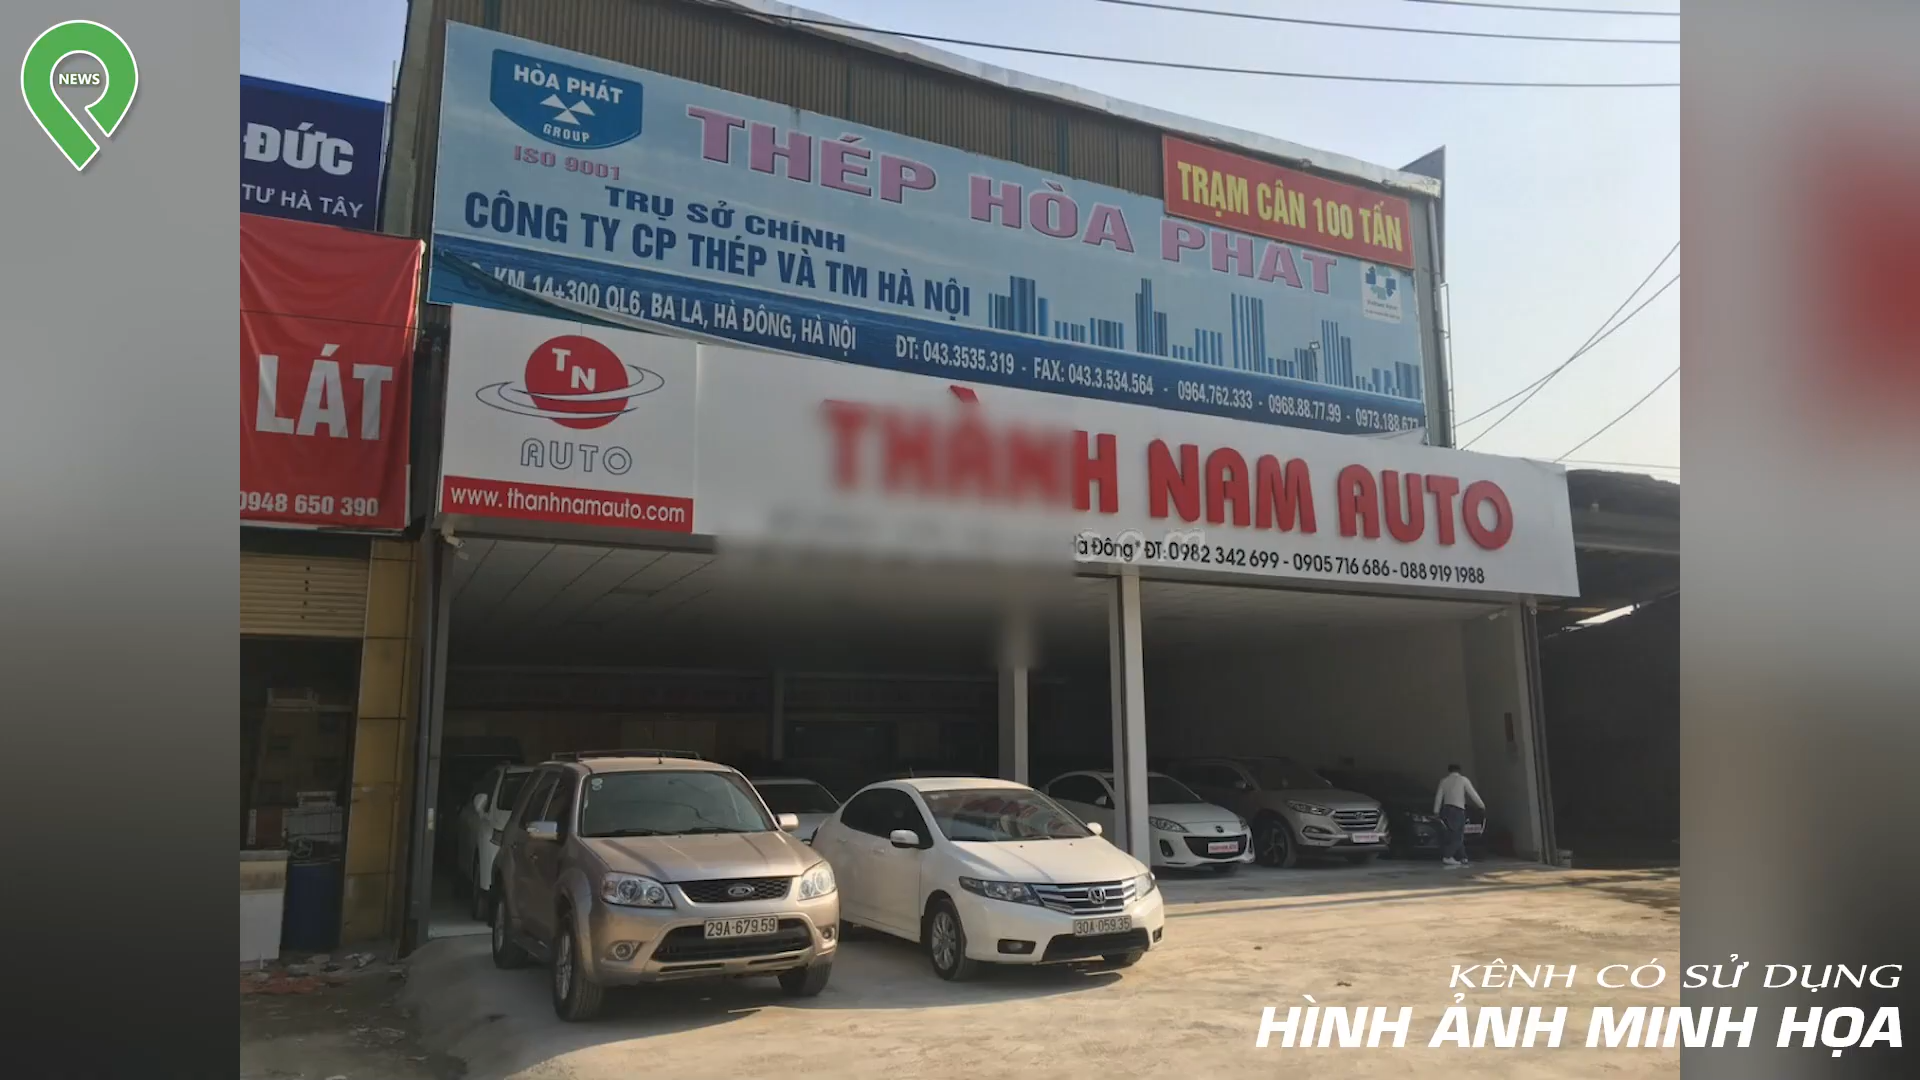 NEWS
ĐỨC
TƯ HÀ TÂY
LÁT
0948 650 390
HÒA PHÁT
GROUP
ISO 9001
THÉP HÒA PHÁT
TRẠM CÂN 100 TẤN
TRỤ SỞ CHÍNH
CÔNG TY CP THÉP VÀ TM HÀ NỘI
KM 14+300 QL6, BA LA, HÀ ĐÔNG, HÀ NỘI
ĐT: 043.3535.319 - FAX: 043.3.534.564 - 0964.762.333 - 0968.88.77.99 - 0973.188.677
TN
AUTO
www.thanhnamauto.com
THÀNH NAM AUTO
Hà Đông* ĐT: 0982 342 699 - 0905 716 686 - 088 919 1988
29A-679.59
30A-059.35
KÊNH CÓ SỬ DỤNG
HÌNH ẢNH MINH HỌA